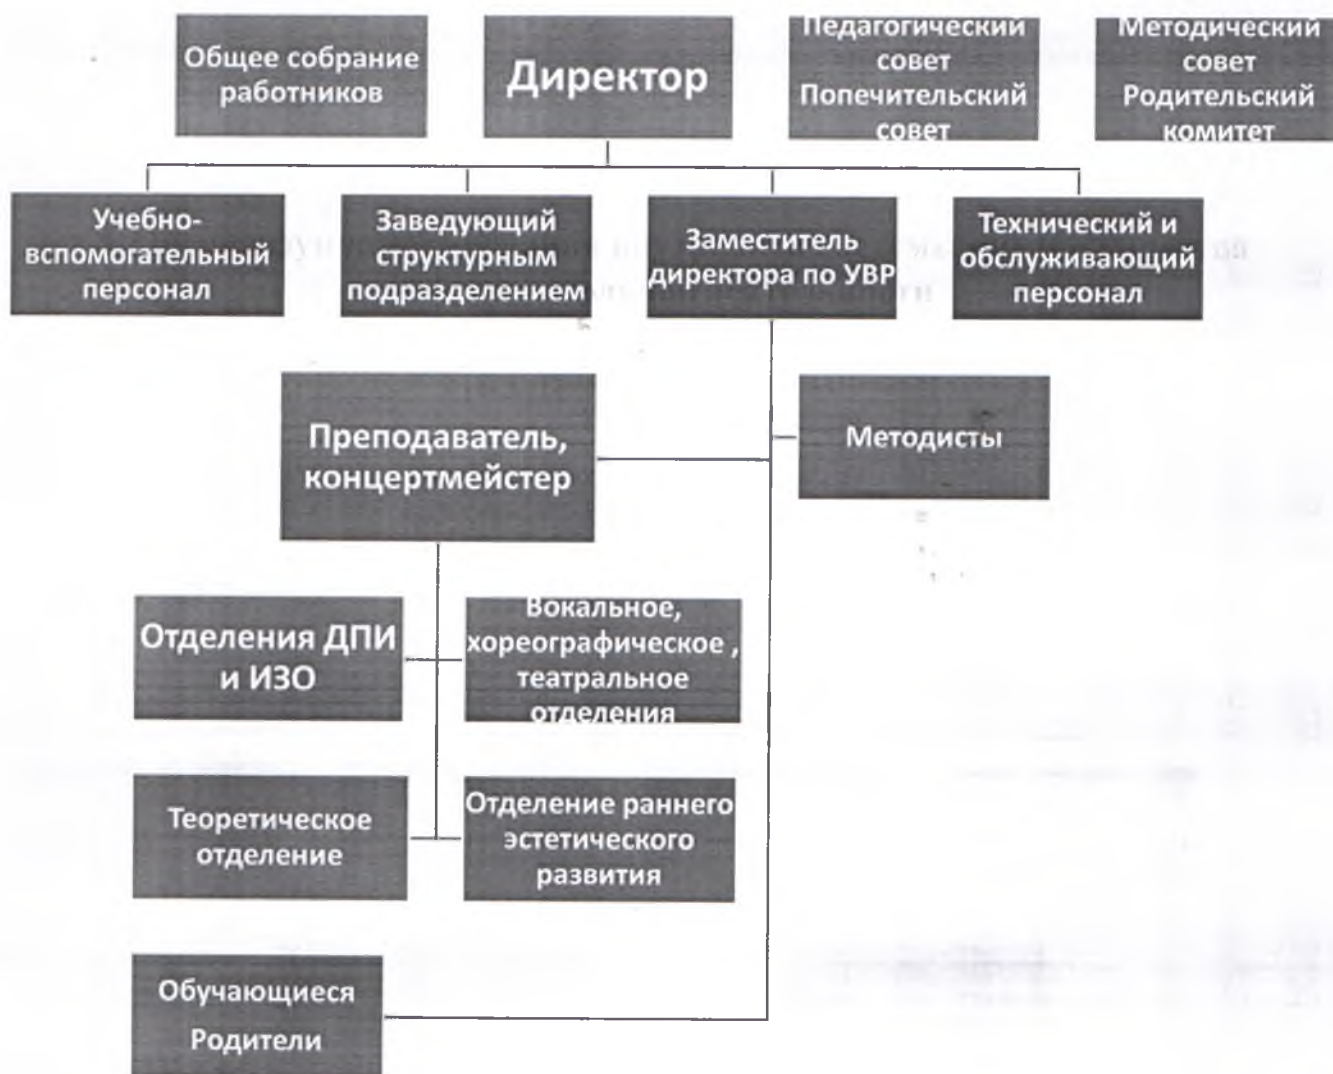 Общее собрание
работников
Директор
Педагогический
совет
Попечительский
совет
Методический
совет
Родительский
комитет
Учебно-
вспомогательный
персонал
Заведующий
структурным
подразделением
Заместитель
директора по УВР
Технический и
обслуживающий
персонал
Преподаватель,
концертмейстер
Методисты
Отделения ДПИ
и ИЗО
Вокальное,
хореографическое ,
театральное
отделения
Теоретическое
отделение
Отделение раннего
эстетического
развития
Обучающиеся
Родители